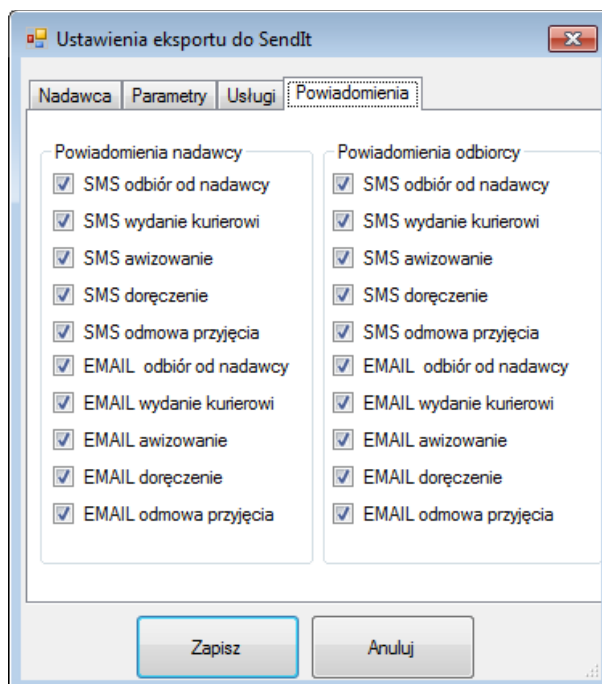 Ustawienia eksportu do SendIt
Nadawca Parametry Usługi Powiadomienia
Powiadomienia nadawcy
SMS odbiór od nadawcy
SMS wydanie kurierowi
SMS awizowanie
SMS doręczenie
SMS odmowa przyjęcia
EMAIL  odbiór od nadawcy
EMAIL wydanie kurierowi
EMAIL awizowanie
EMAIL doręczenie
EMAIL odmowa przyjęcia
Powiadomienia odbiorcy
SMS odbiór od nadawcy
SMS wydanie kurierowi
SMS awizowanie
SMS doręczenie
SMS odmowa przyjęcia
EMAIL  odbiór od nadawcy
EMAIL wydanie kurierowi
EMAIL awizowanie
EMAIL doręczenie
EMAIL odmowa przyjęcia
Zapisz Anuluj